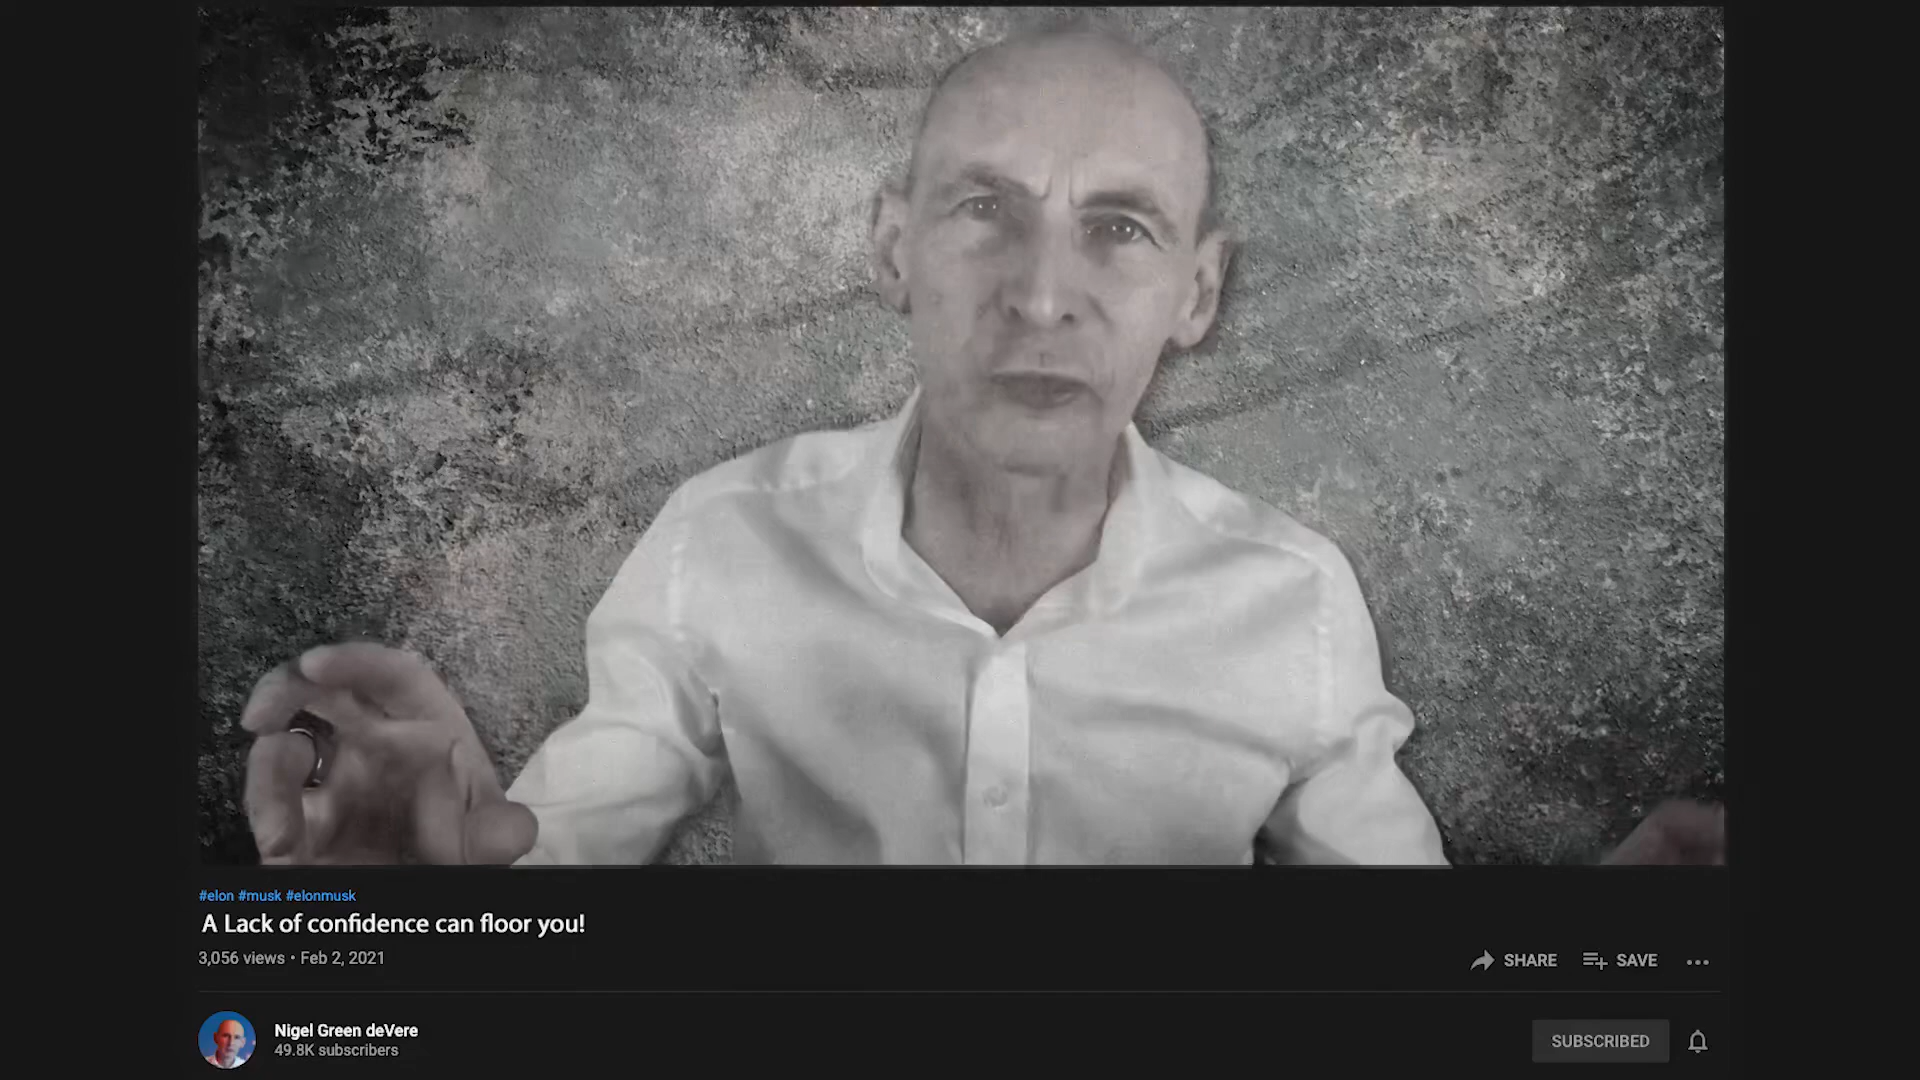 #elon #musk #elonmusk
A Lack of confidence can floor you!
3,056 views • Feb 2, 2021
SHARE
SAVE
Nigel Green deVere
49.8K subscribers
SUBSCRIBED